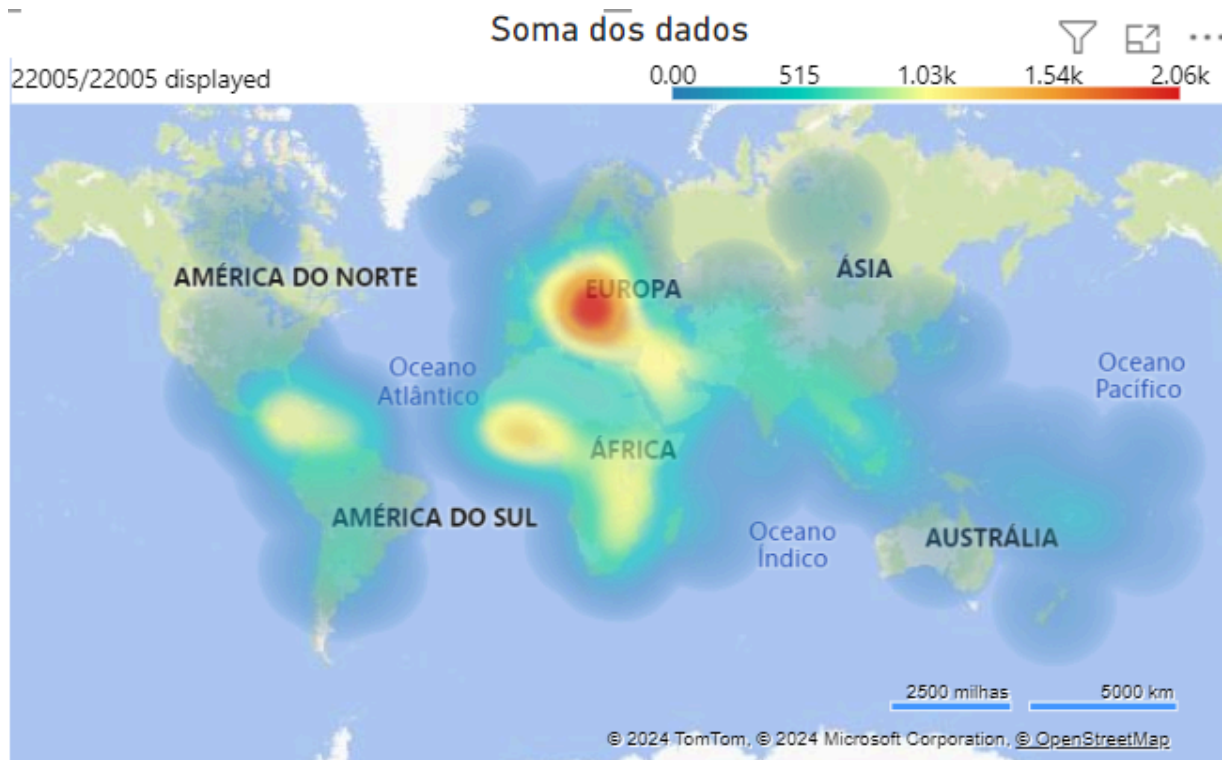 Soma dos dados
22005/22005 displayed
0.00 515 1.03k 1.54k 2.06k
AMÉRICA DO NORTE
EUROPA
ÁSIA
Oceano
Atlântico
Oceano
Pacífico
ÁFRICA
AMÉRICA DO SUL
Oceano
Índico
AUSTRÁLIA
2500 milhas 5000 km
© 2024 TomTom, © 2024 Microsoft Corporation, © OpenStreetMap